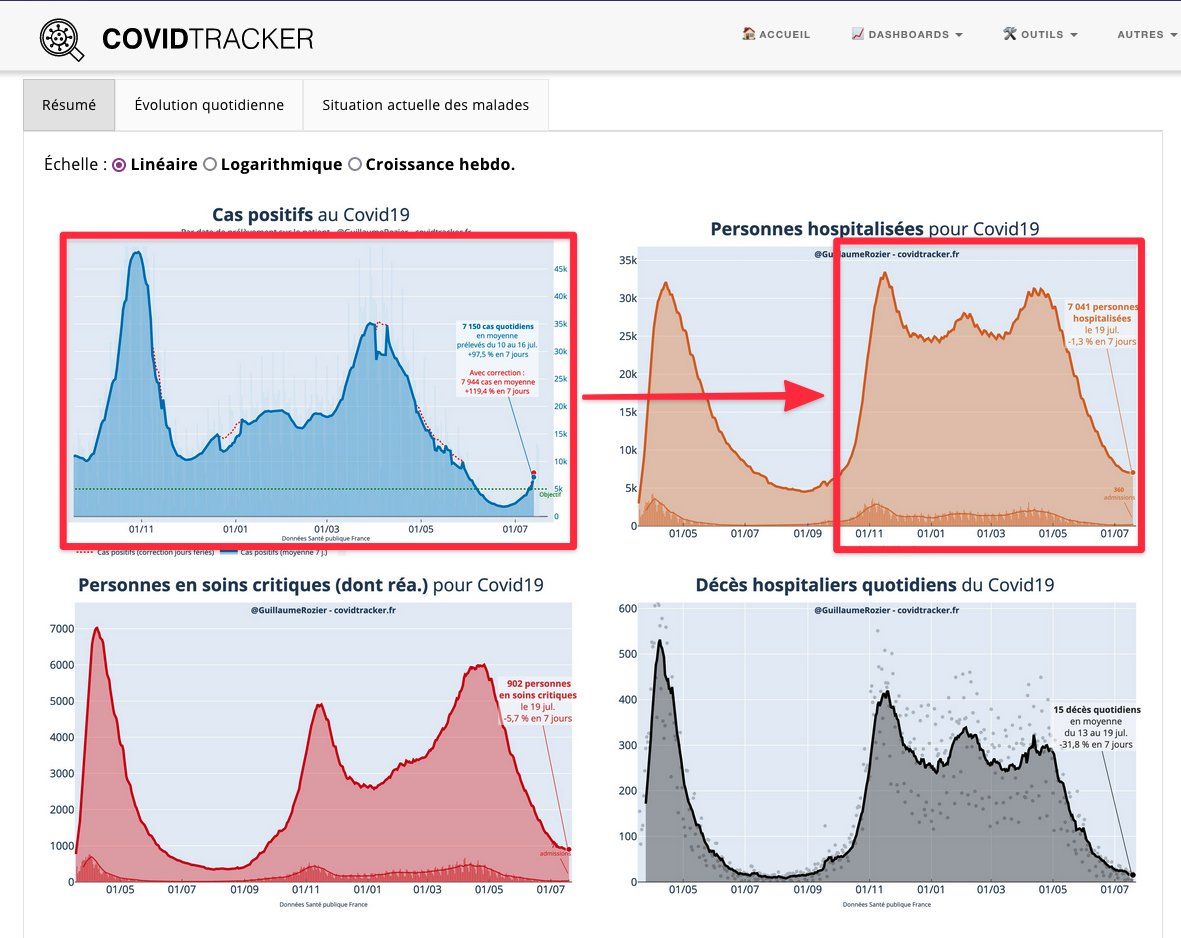 COVIDTRACKER
ACCUEIL
DASHBOARDS
OUTILS
AUTRES
Résumé
Évolution quotidienne
Situation actuelle des malades
Échelle : Linéaire Logarithmique Croissance hebdo.
Cas positifs au Covid19
45k
40k
35k
30k
25k
20k
15k
10k
5k
0
7 150 cas quotidiens
en moyenne
prélevés du 10 au 16 jul.
+97,5 % en 7 jours
Avec correction :
7 944 cas en moyenne
+119,4 % en 7 jours
Objectif
01/11 01/01 01/03 01/05 01/07
Données Santé publique France
Cas positifs (correction jours fériés) Cas positifs (moyenne 7 j.)
Personnes hospitalisées pour Covid19
@GuillaumeRozier - covidtracker.fr
35k
30k
25k
20k
15k
10k
5k
0
7 041 personnes
hospitalisées
le 19 jul.
-1,3 % en 7 jours
360
admissions
01/05 01/07 01/09 01/11 01/01 01/03 01/05 01/07
Personnes en soins critiques (dont réa.) pour Covid19
@GuillaumeRozier - covidtracker.fr
7000
6000
5000
4000
3000
2000
1000
0
902 personnes
en soins critiques
le 19 jul.
-5,7 % en 7 jours
admissions
01/05 01/07 01/09 01/11 01/01 01/03 01/05 01/07
Données Santé publique France
Décès hospitaliers quotidiens du Covid19
@GuillaumeRozier - covidtracker.fr
600
500
400
300
200
100
0
15 décès quotidiens
en moyenne
du 13 au 19 jul.
-31,8 % en 7 jours
01/05 01/07 01/09 01/11 01/01 01/03 01/05 01/07
Données Santé publique France